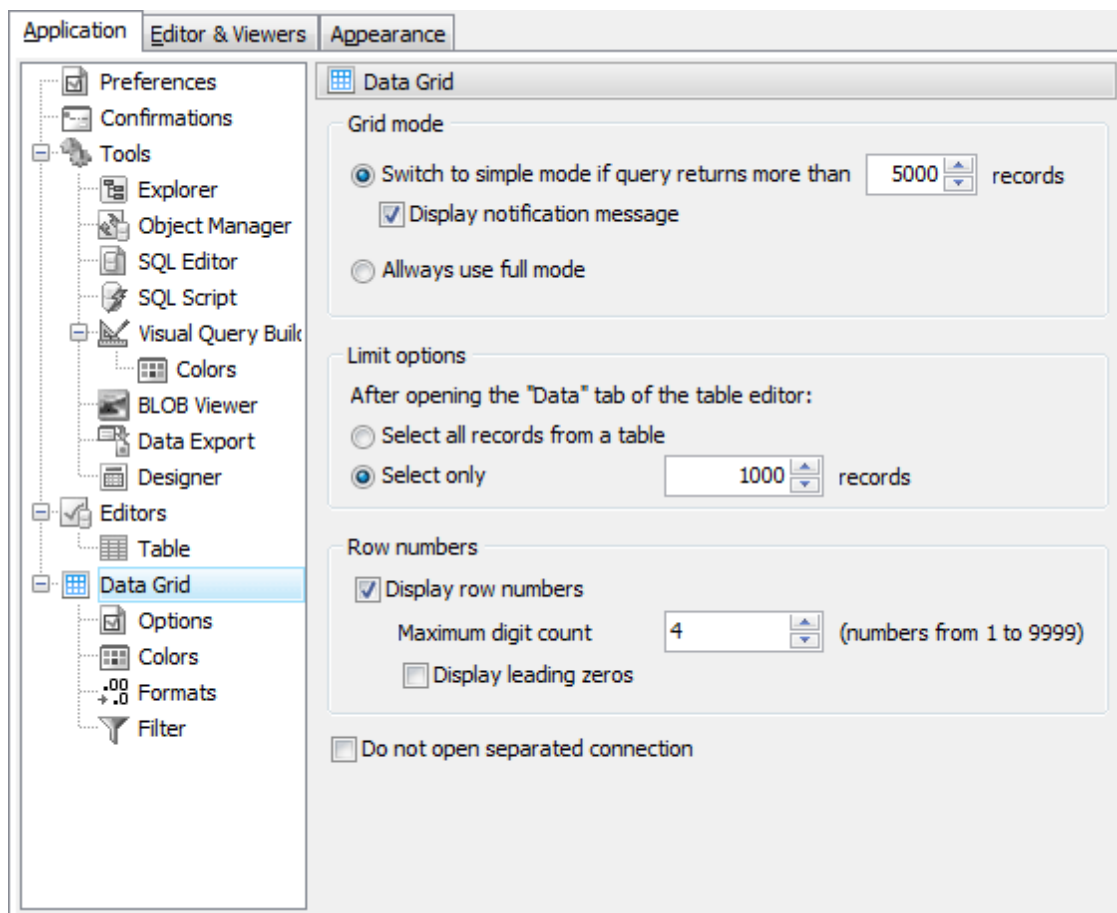 Application Editor & Viewers Appearance
Preferences
Confirmations
Tools
Explorer
Object Manager
SQL Editor
SQL Script
Visual Query Build
Colors
BLOB Viewer
Data Export
Designer
Editors
Table
Data Grid
Options
Colors
Formats
Filter
Data Grid
Grid mode
Switch to simple mode if query returns more than 5000 records
Display notification message
Allways use full mode
Limit options
After opening the "Data" tab of the table editor:
Select all records from a table
Select only 1000 records
Row numbers
Display row numbers
Maximum digit count 4 (numbers from 1 to 9999)
Display leading zeros
Do not open separated connection